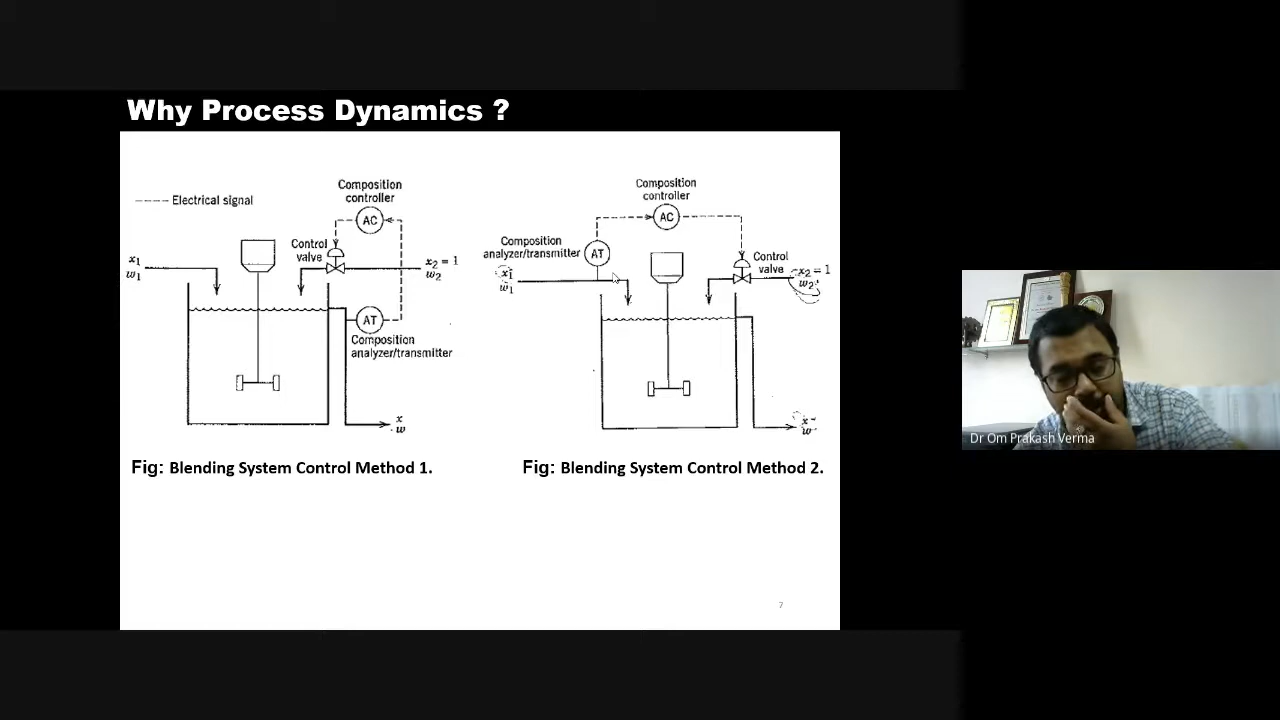 Why Process Dynamics ?
Composition
controller
AC
Electrical signal
Control
valve
x1
w1
x2 = 1
w2
AT
Composition
analyzer/transmitter
x
w
Fig: Blending System Control Method 1.
Composition
controller
AC
Composition
analyzer/transmitter
AT
Control
valve
x1
w1
x2 = 1
w2
x
w
Fig: Blending System Control Method 2.
7
Dr Om Prakash Verma